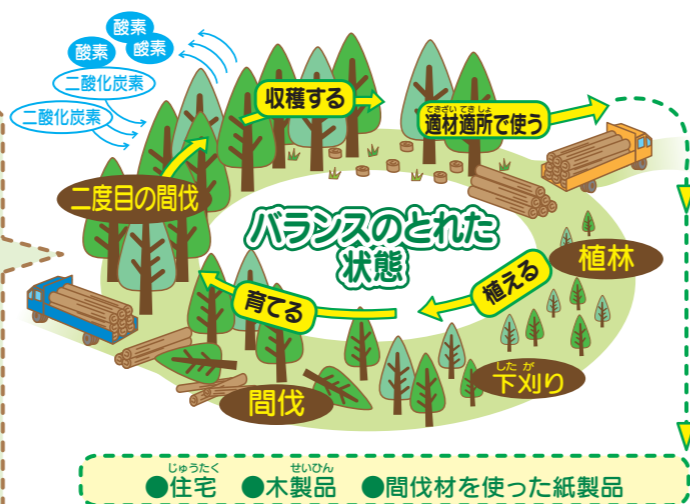 酸素
酸素
酸素
二酸化炭素
二酸化炭素
収穫する
てきざいてきしょ
適材適所で使う
二度目の間伐
バランスのとれた
状態
植林
植える
育てる
したが
下刈り
間伐
じゅうたく
せいひん
●住宅 ●木製品 ●間伐材を使った紙製品